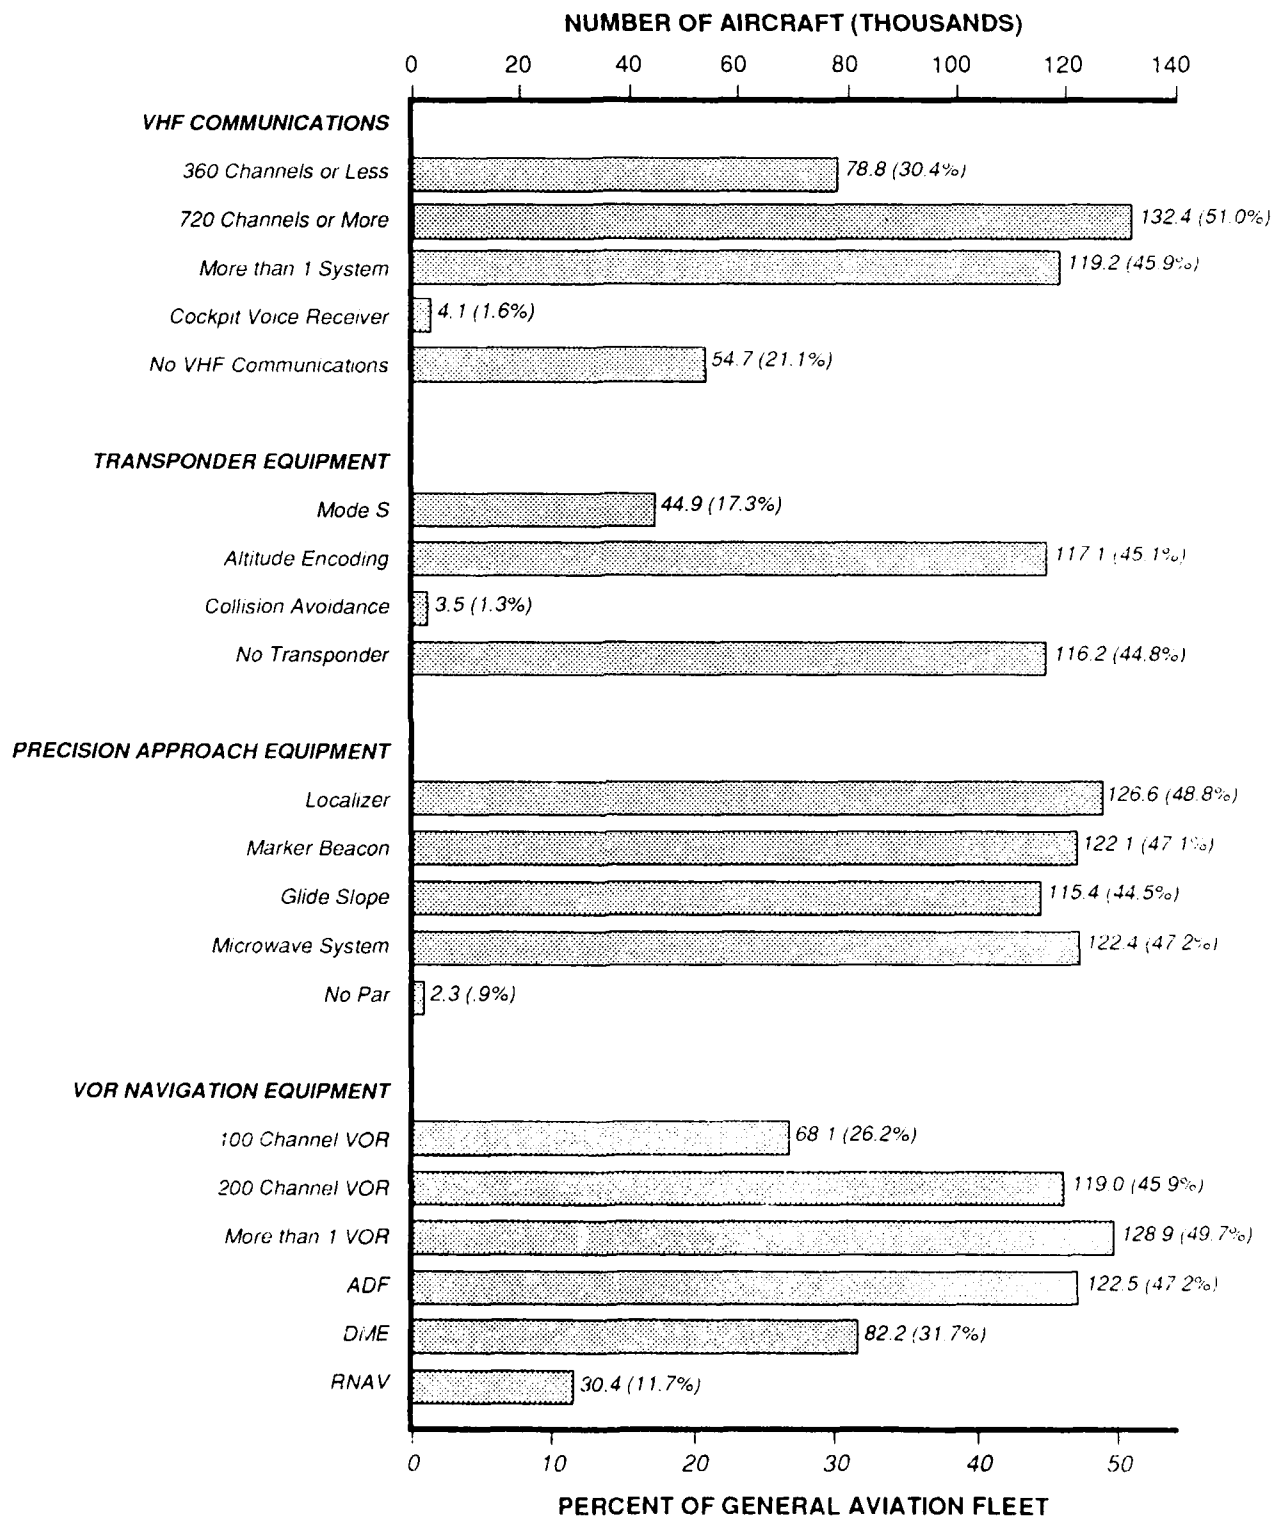 NUMBER OF AIRCRAFT (THOUSANDS)
0 20 40 60 80 100 120 140
VHF COMMUNICATIONS
360 Channels or Less 78.8 (30.4%)
720 Channels or More 132.4 (51.0%)
More than 1 System 119.2 (45.9%)
Cockpit Voice Receiver 4.1 (1.6%)
No VHF Communications 54.7 (21.1%)
TRANSPONDER EQUIPMENT
Mode S 44.9 (17.3%)
Altitude Encoding 117.1 (45.1%)
Collision Avoidance 3.5 (1.3%)
No Transponder 116.2 (44.8%)
PRECISION APPROACH EQUIPMENT
Localizer 126.6 (48.8%)
Marker Beacon 122.1 (47.1%)
Glide Slope 115.4 (44.5%)
Microwave System 122.4 (47.2%)
No Par 2.3 (.9%)
VOR NAVIGATION EQUIPMENT
100 Channel VOR 68.1 (26.2%)
200 Channel VOR 119.0 (45.9%)
More than 1 VOR 128.9 (49.7%)
ADF 122.5 (47.2%)
DME 82.2 (31.7%)
RNAV 30.4 (11.7%)
0 10 20 30 40 50
PERCENT OF GENERAL AVIATION FLEET